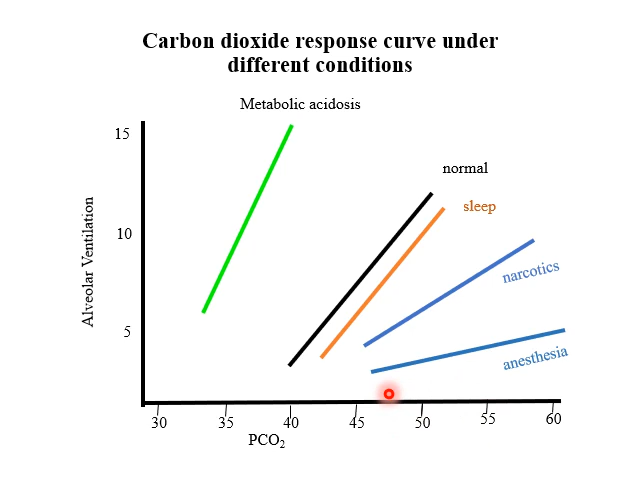 Carbon dioxide response curve under
different conditions
Metabolic acidosis
15
normal
sleep
10
narcotics
Alveolar Ventilation
5
anesthesia
30 35 40 45 50 55 60
PCO₂